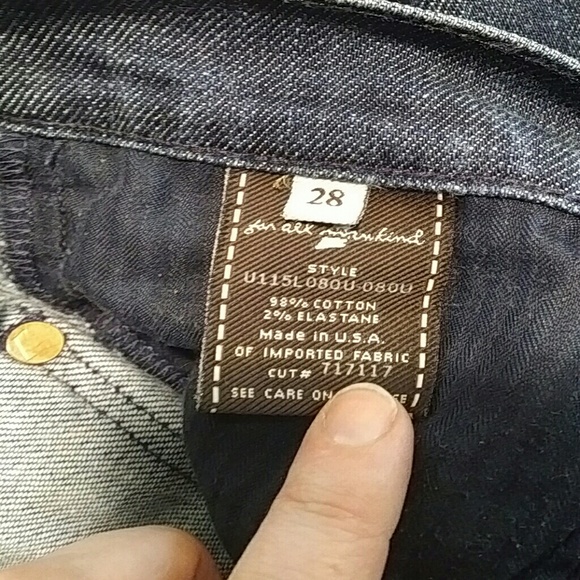 28
for all mankind
STYLE
U115L080U-080U
98% COTTON
2% ELASTANE
Made in U.S.A.
OF IMPORTED FABRIC
CUT# 717117
SEE CARE ON